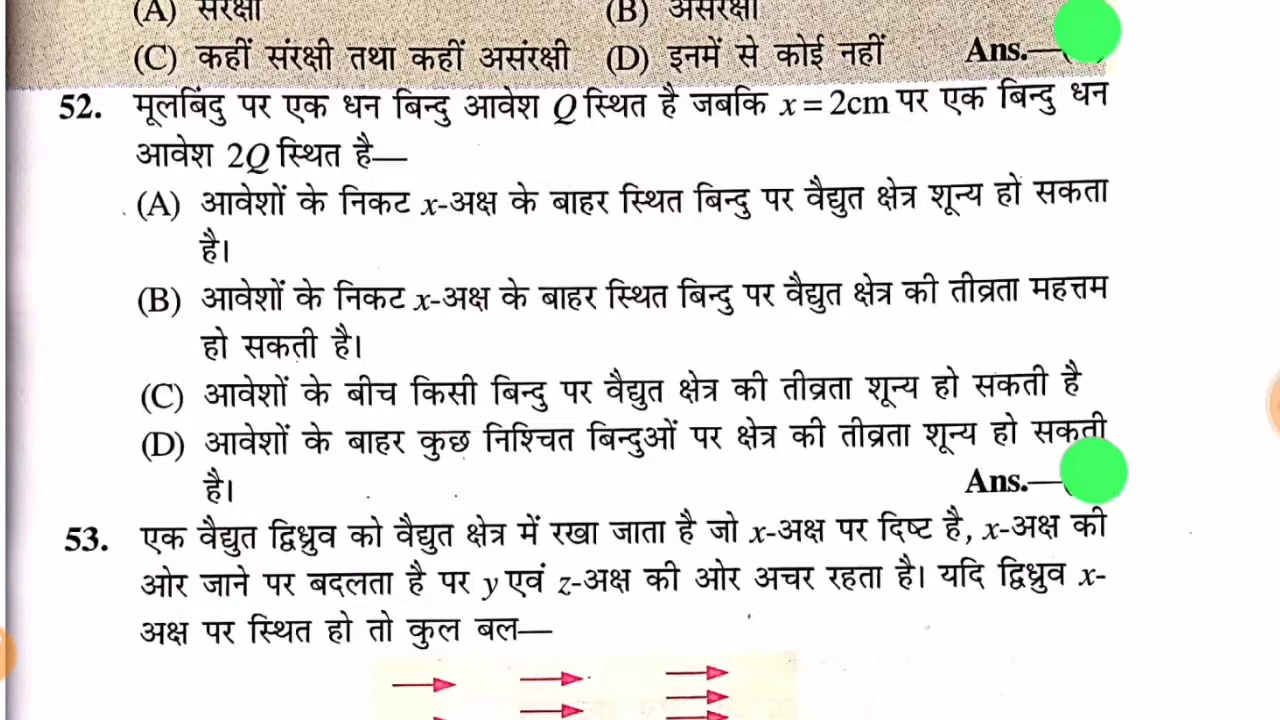 (A) संरक्षी (B) असंरक्षी
(C) कहीं संरक्षी तथा कहीं असंरक्षी (D) इनमें से कोई नहीं Ans.—(
52. मूलबिंदु पर एक धन बिन्दु आवेश Q स्थित है जबकि x = 2cm पर एक बिन्दु धन
आवेश 2Q स्थित है—
(A) आवेशों के निकट x-अक्ष के बाहर स्थित बिन्दु पर वैद्युत क्षेत्र शून्य हो सकता
है।
(B) आवेशों के निकट x-अक्ष के बाहर स्थित बिन्दु पर वैद्युत क्षेत्र की तीव्रता महत्तम
हो सकती है।
(C) आवेशों के बीच किसी बिन्दु पर वैद्युत क्षेत्र की तीव्रता शून्य हो सकती है
(D) आवेशों के बाहर कुछ निश्चित बिन्दुओं पर क्षेत्र की तीव्रता शून्य हो सकती
है। Ans.—(
53. एक वैद्युत द्विध्रुव को वैद्युत क्षेत्र में रखा जाता है जो x-अक्ष पर दिष्ट है, x-अक्ष की
ओर जाने पर बदलता है पर y एवं z-अक्ष की ओर अचर रहता है। यदि द्विध्रुव x-
अक्ष पर स्थित हो तो कुल बल—